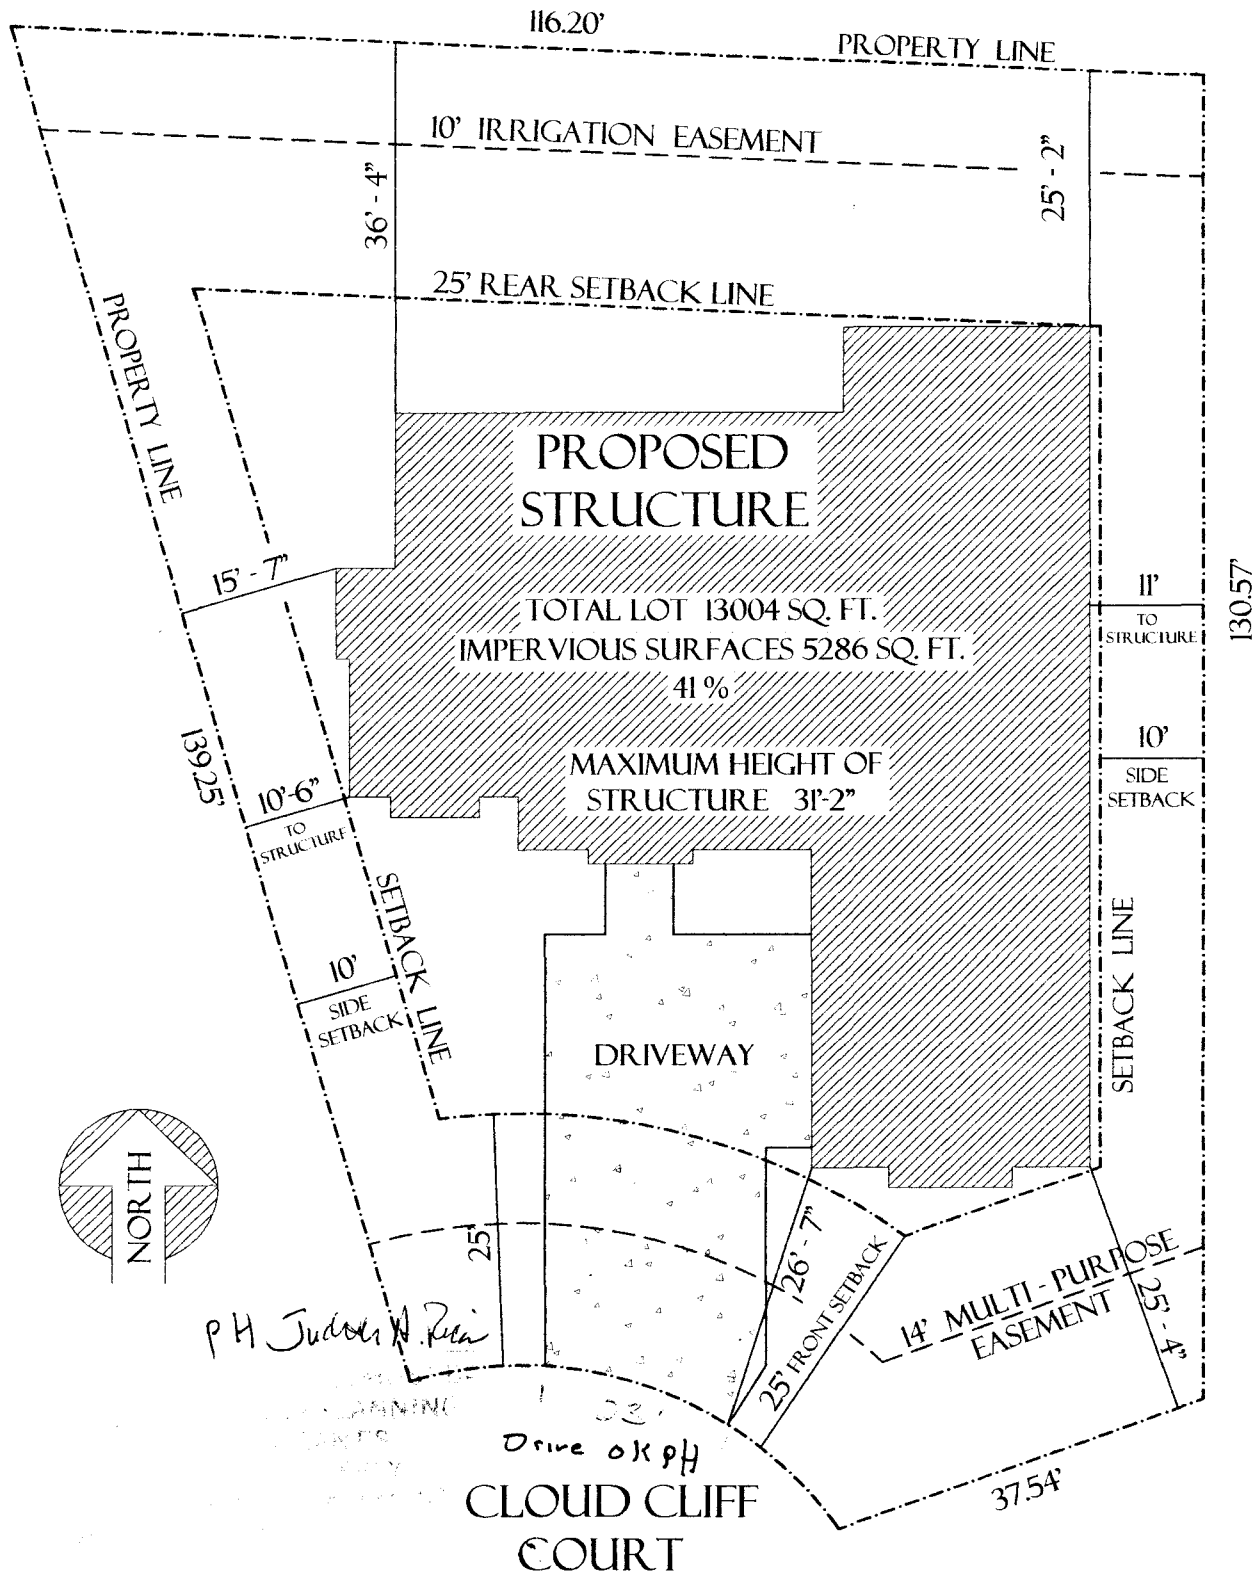 116.20'
PROPERTY LINE
10' IRRIGATION EASEMENT
36' - 4"
25' - 2"
25' REAR SETBACK LINE
PROPERTY LINE
PROPOSED
STRUCTURE
15' - 7"
TOTAL LOT 13004 SQ. FT.
IMPERVIOUS SURFACES 5286 SQ. FT.
41 %
11'
TO
STRUCTURE
130.57'
139.25'
MAXIMUM HEIGHT OF
STRUCTURE 31'-2"
10'
SIDE
SETBACK
10'-6"
TO
STRUCTURE
SETBACK LINE
SETBACK LINE
10'
SIDE
SETBACK
DRIVEWAY
NORTH
25'
26' - 7"
25' FRONT SETBACK
14' MULTI - PURPOSE
EASEMENT
25' - 4"
PH
23'
Drive OK PH
37.54'
CLOUD CLIFF
COURT